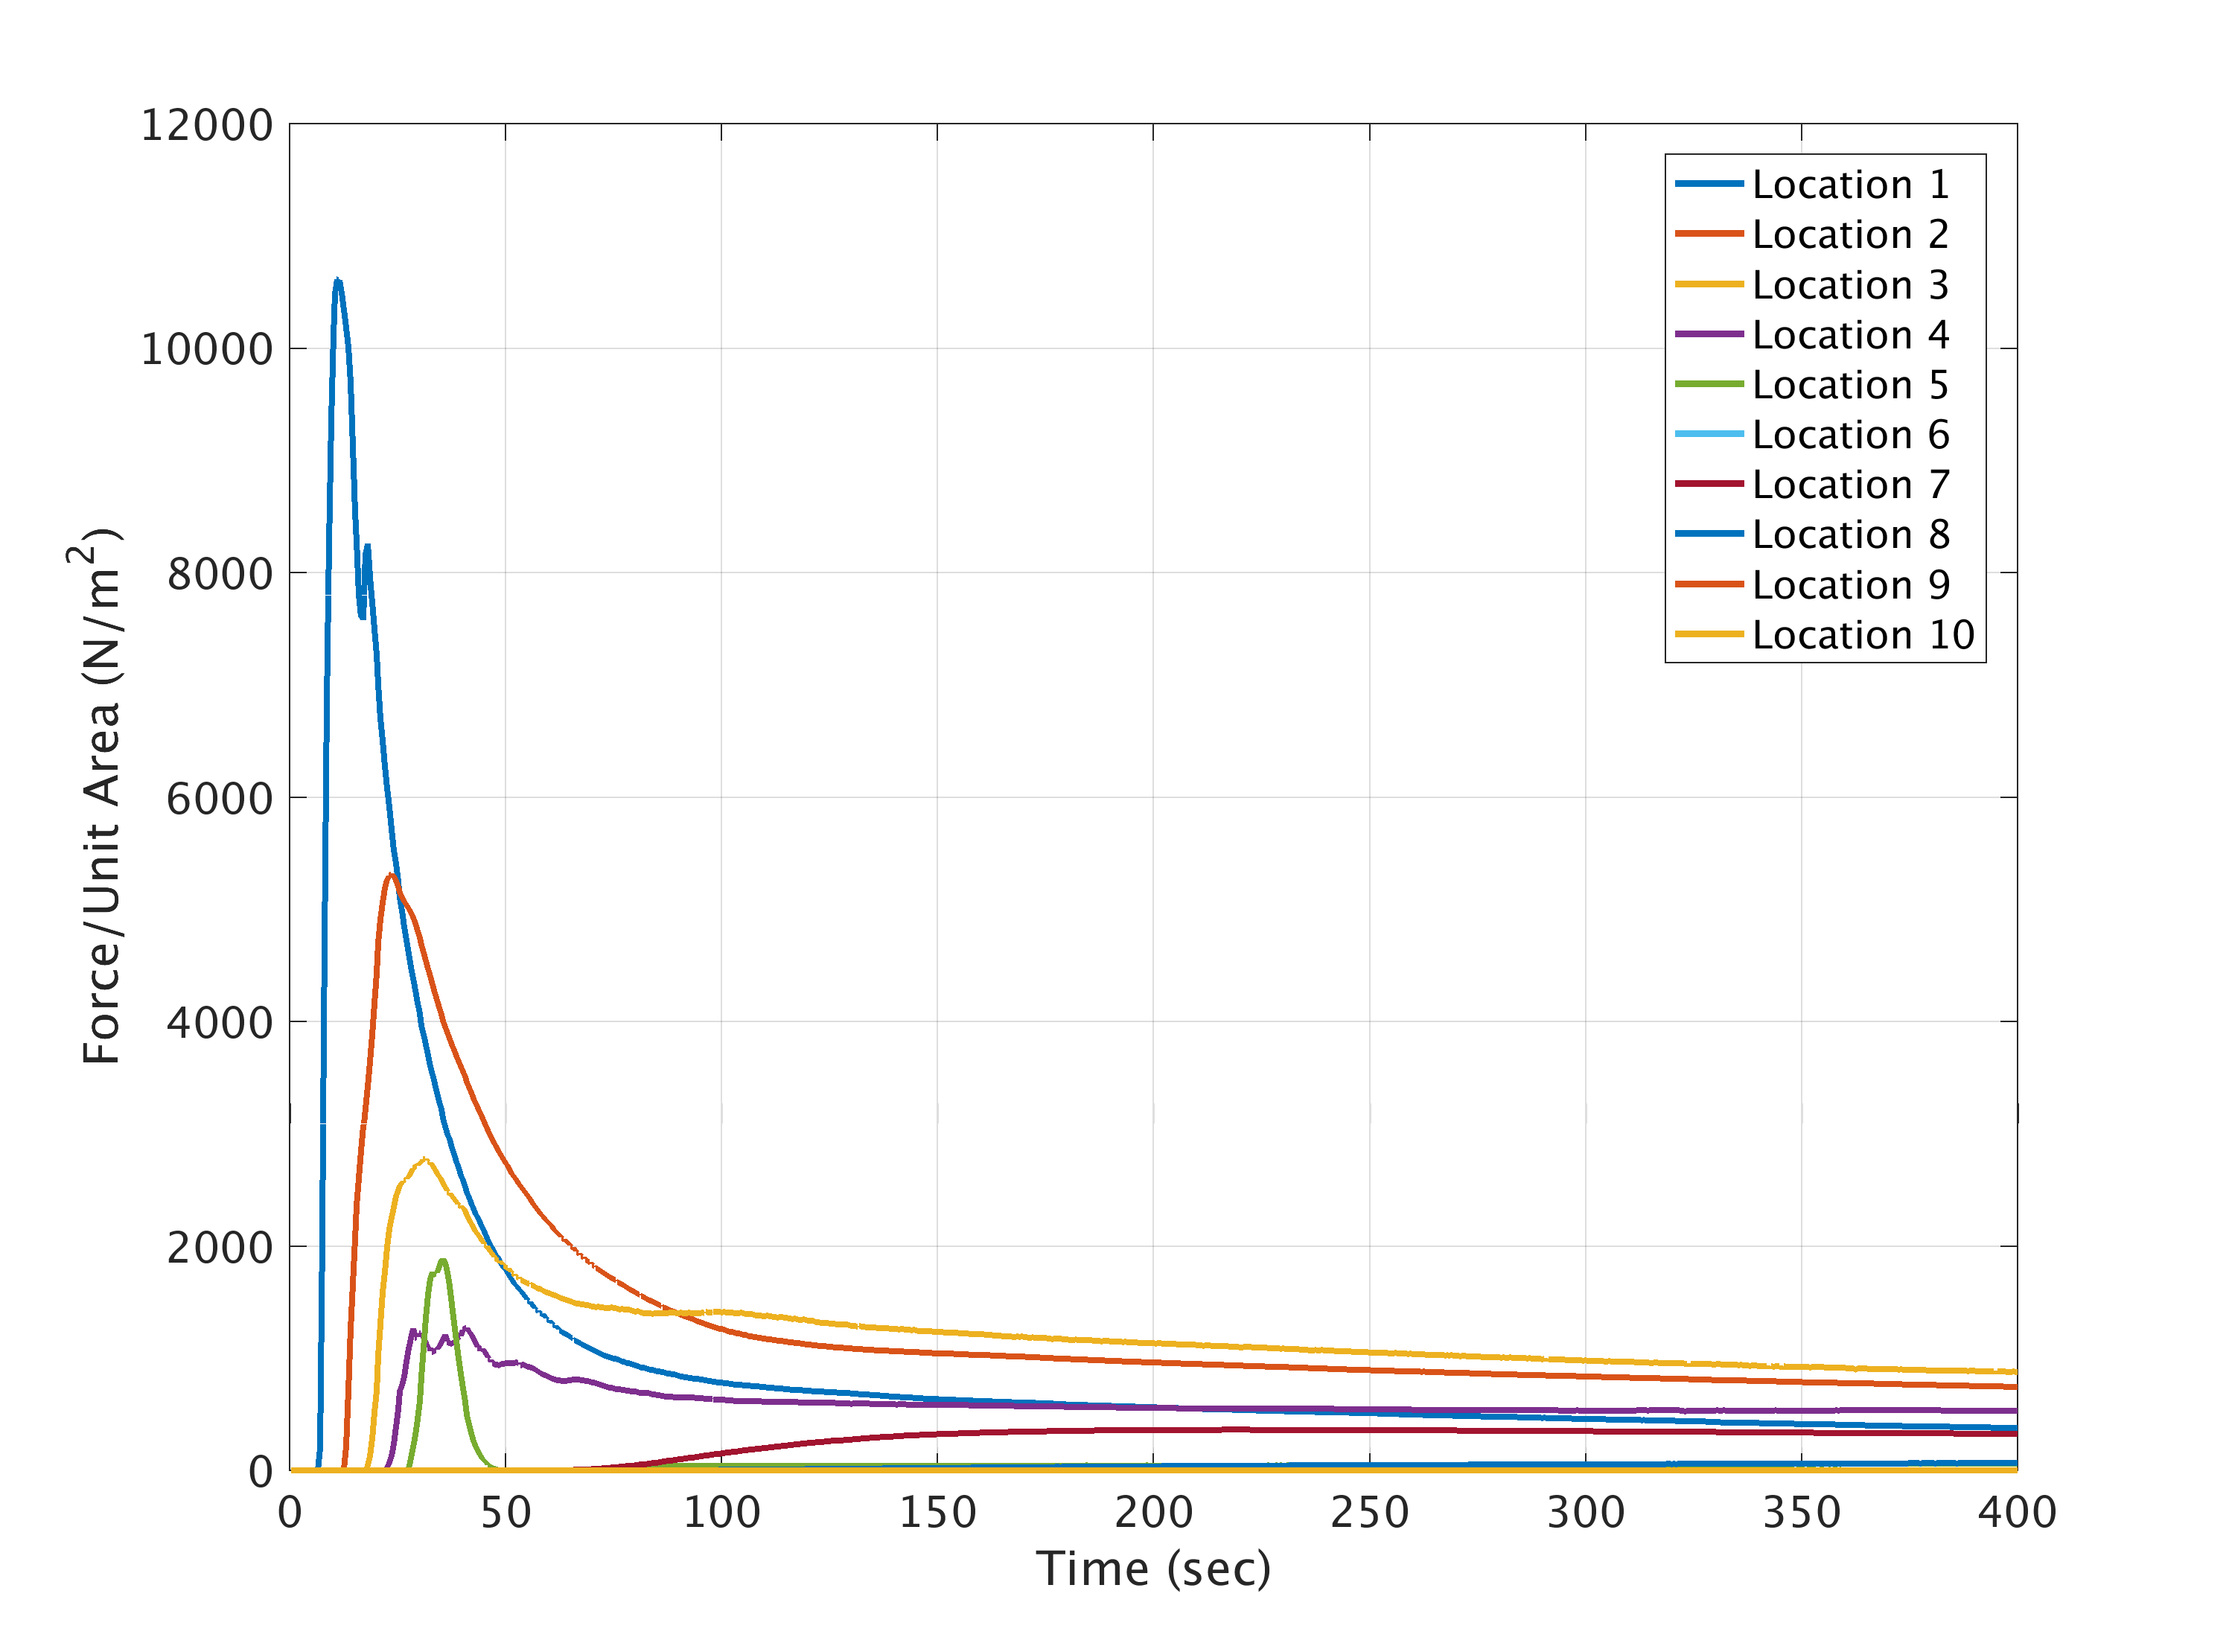 12000
10000
8000
6000
4000
2000
0
Force/Unit Area (N/m²)
0 50 100 150 200 250 300 350 400
Time (sec)
Location 1
Location 2
Location 3
Location 4
Location 5
Location 6
Location 7
Location 8
Location 9
Location 10